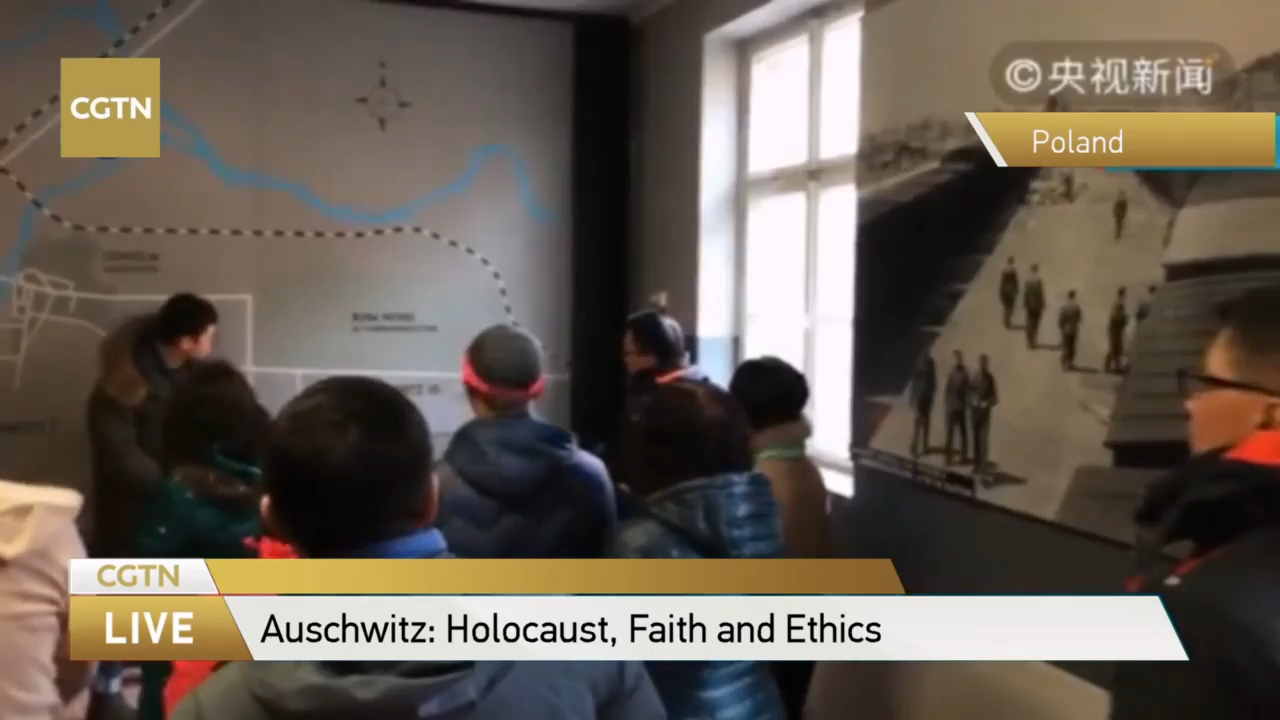 CGTN
©央视新闻
Poland
CGTN
LIVE
Auschwitz: Holocaust, Faith and Ethics